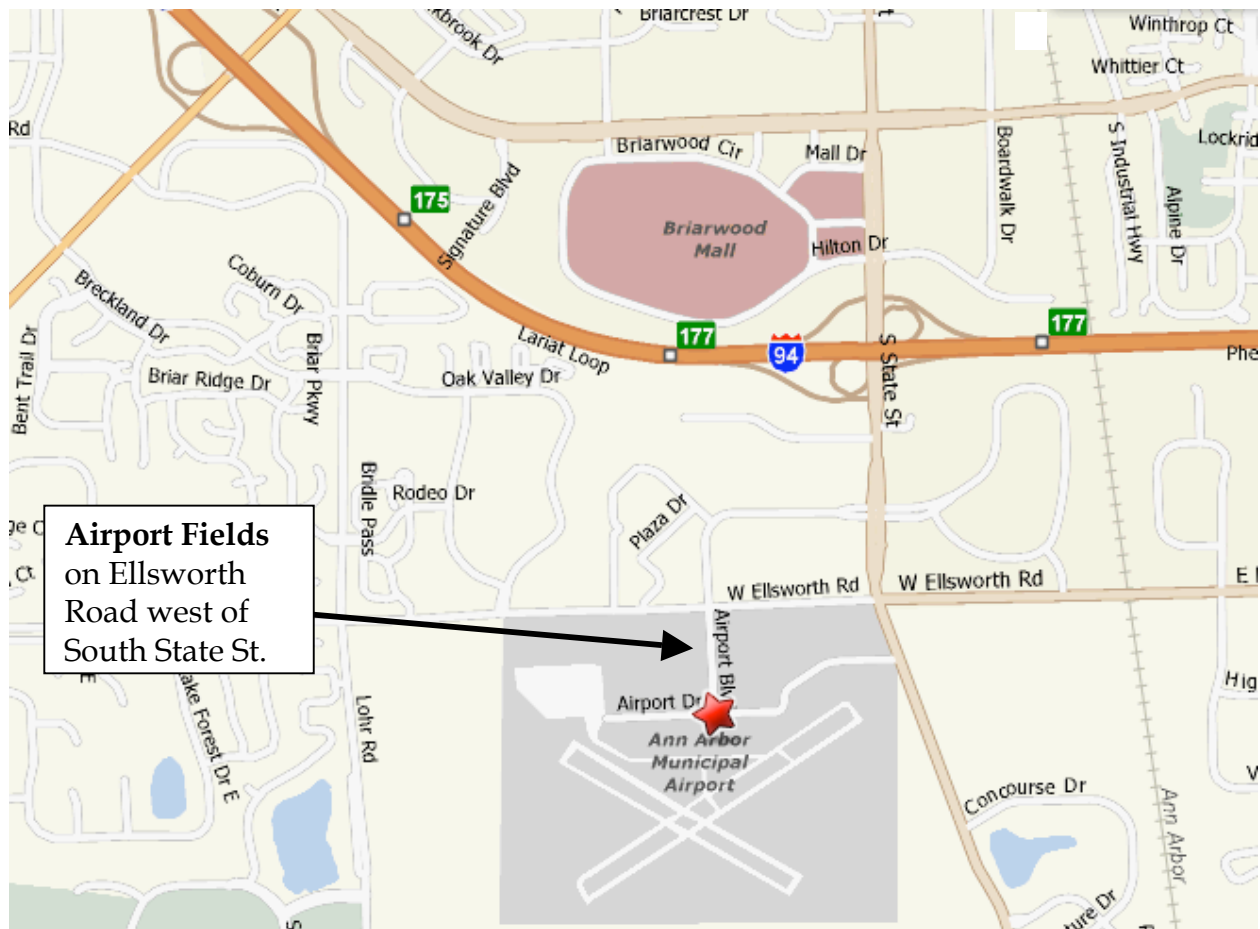 Briarcrest Dr
Winthrop Ct
Whittier Ct
Rd
Briarwood Cir
Mall Dr
S Industrial Hwy
Boardwalk Dr
Alpine Dr
175
Signature Blvd
Briarwood
Mall
Hilton Dr
Coburn Dr
Breckland Dr
Lariat Loop
177
94
177
S State St
Bent Trail Dr
Briar Ridge Dr
Briar Pkwy
Oak Valley Dr
Bridle Pass
Rodeo Dr
Plaza Dr
Airport Fields
on Ellsworth
Road west of
South State St.
Ct
W Ellsworth Rd
W Ellsworth Rd
E
Airport Dr
Lohr Rd
Forest Dr E
Ann Arbor
Municipal
Airport
Concourse Dr
Ann Arbor
Dr